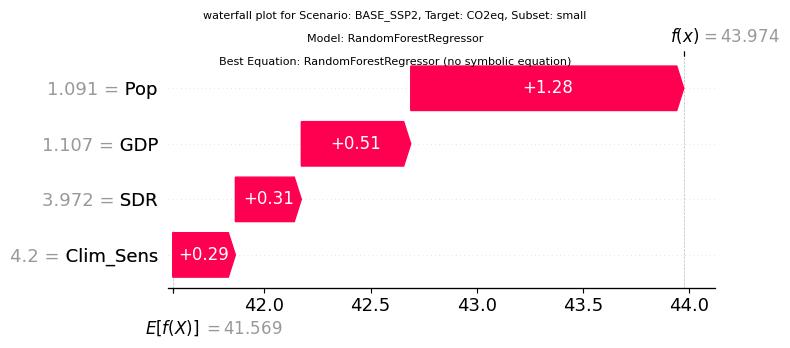 waterfall plot for Scenario: BASE_SSP2, Target: CO2eq, Subset: small
Model: RandomForestRegressor
Best Equation: RandomForestRegressor (no symbolic equation)
f(x) = 43.974
1.091 = Pop
+1.28
1.107 = GDP
+0.51
3.972 = SDR
+0.31
4.2 = Clim_Sens
+0.29
42.0 42.5 43.0 43.5 44.0
E[f(X)] = 41.569